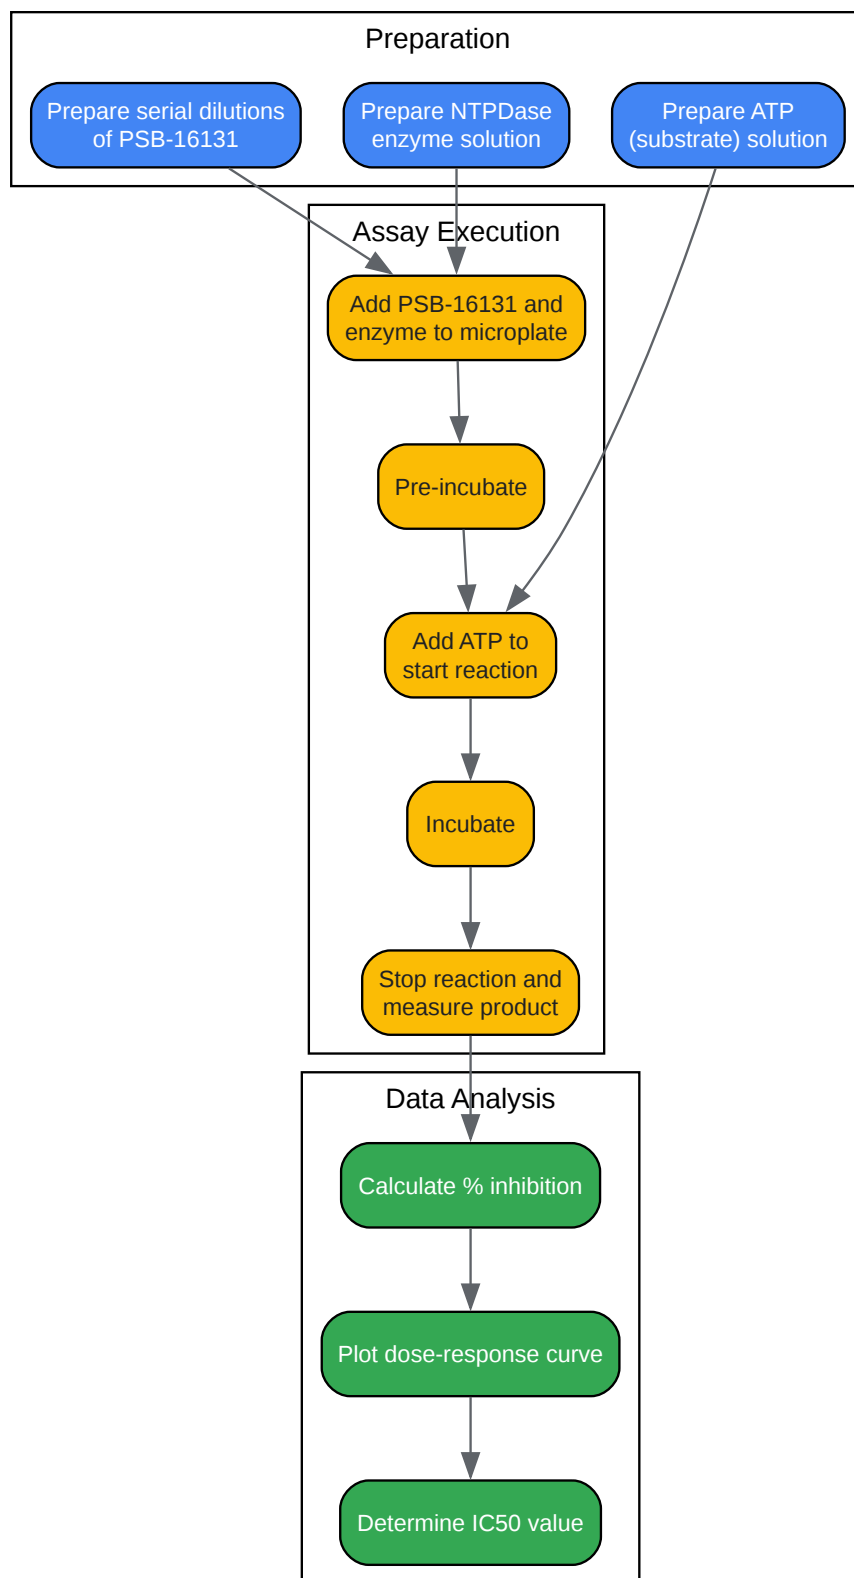 Preparation
Prepare serial dilutions
of PSB-16131
Prepare NTPDase
enzyme solution
Prepare ATP
(substrate) solution
Assay Execution
Add PSB-16131 and
enzyme to microplate
Pre-incubate
Add ATP to
start reaction
Incubate
Stop reaction and
measure product
Data Analysis
Calculate % inhibition
Plot dose-response curve
Determine IC50 value